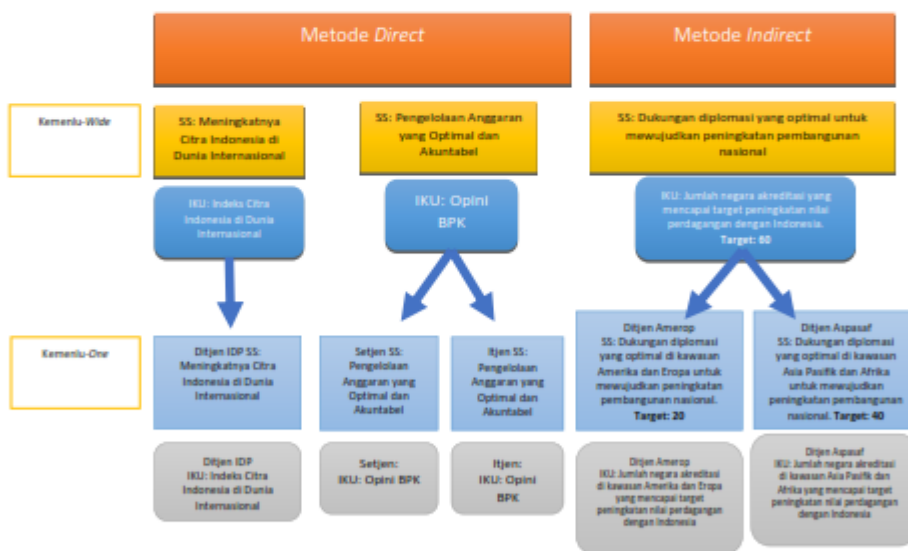 Metode Direct
Metode Indirect
Kemenlu-Wide
SS: Meningkatnya
Citra Indonesia di
Dunia Internasional
SS: Pengelolaan Anggaran
yang Optimal dan
Akuntabel
SS: Dukungan diplomasi yang optimal untuk
mewujudkan peningkatan pembangunan
nasional
IKU: Indeks Citra
Indonesia di Dunia
Internasional
IKU: Opini
BPK
IKU: Jumlah negara akreditasi yang
mencapai target peningkatan nilai
perdagangan dengan Indonesia.
Target: 60
Kemenlu-One
Ditjen IDP SS:
Meningkatnya Citra
Indonesia di Dunia
Internasional
Setjen SS:
Pengelolaan
Anggaran yang
Optimal dan
Akuntabel
Itjen SS:
Pengelolaan
Anggaran yang
Optimal dan
Akuntabel
Ditjen Amerop
SS: Dukungan diplomasi
yang optimal di kawasan
Amerika dan Eropa untuk
mewujudkan peningkatan
pembangunan nasional.
Target: 20
Ditjen Aspasaf
SS: Dukungan diplomasi
yang optimal di kawasan
Asia Pasifik dan Afrika
untuk mewujudkan
peningkatan pembangunan
nasional. Target: 40
Ditjen IDP
IKU: Indeks Citra
Indonesia di Dunia
Internasional
Setjen:
IKU: Opini BPK
Itjen:
IKU: Opini
BPK
Ditjen Amerop
IKU: Jumlah negara akreditasi
di kawasan Amerika dan Eropa
yang mencapai target
peningkatan nilai perdagangan
dengan Indonesia
Ditjen Aspasaf
IKU: Jumlah negara akreditasi
di kawasan Asia Pasifik dan
Afrika yang mencapai target
peningkatan nilai perdagangan
dengan Indonesia